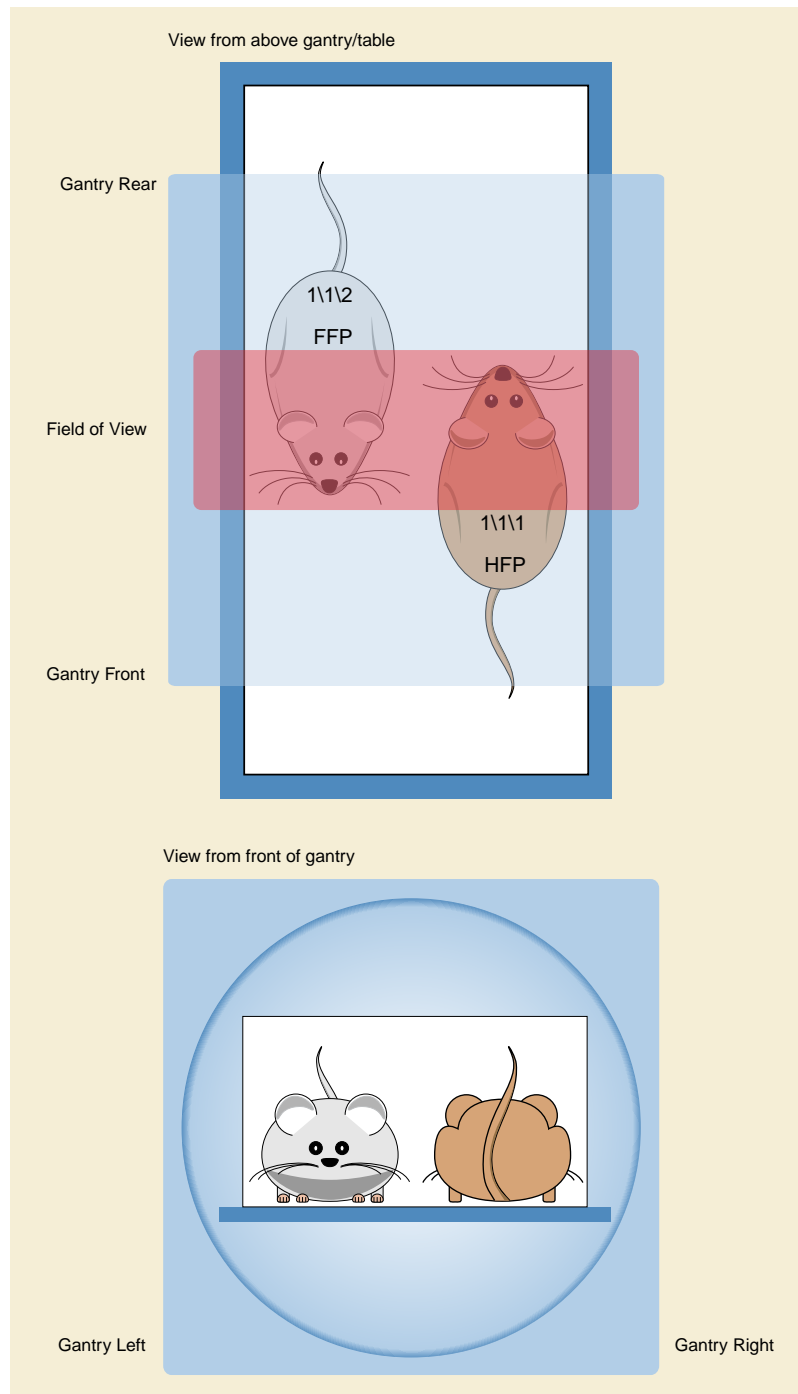 View from above gantry/table
Gantry Rear
1\1\2
FFP
Field of View
1\1\1
HFP
Gantry Front
View from front of gantry
Gantry Left
Gantry Right